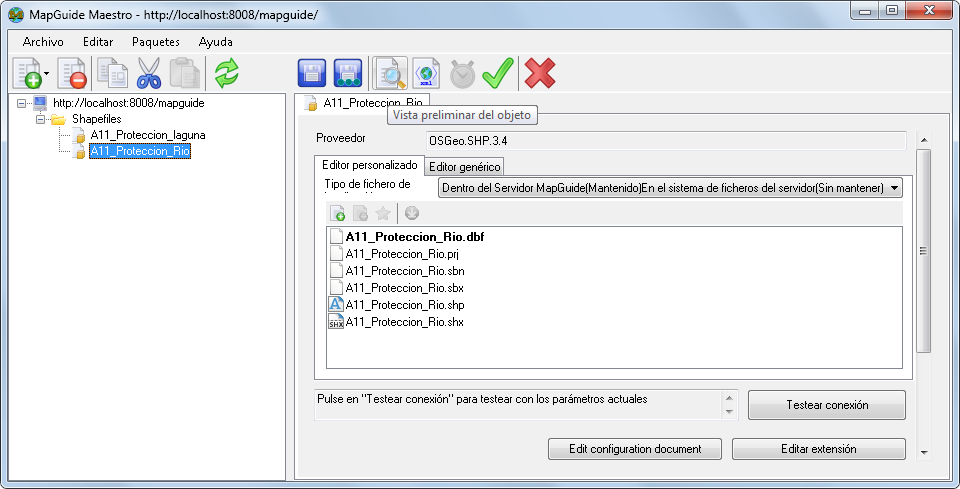 MapGuide Maestro - http://localhost:8008/mapguide/
Archivo Editar Paquetes Ayuda
http://localhost:8008/mapguide
Shapefiles
A11_Proteccion_laguna
A11_Proteccion_Rio
A11_Proteccion_Rio
Vista preliminar del objeto
Proveedor OSGeo.SHP.3.4
Editor personalizado Editor genérico
Tipo de fichero de
Dentro del Servidor MapGuide(Mantenido)En el sistema de ficheros del servidor(Sin mantener)
A11_Proteccion_Rio.dbf
A11_Proteccion_Rio.prj
A11_Proteccion_Rio.sbn
A11_Proteccion_Rio.sbx
A11_Proteccion_Rio.shp
SHX A11_Proteccion_Rio.shx
Pulse en "Testear conexión" para testear con los parámetros actuales
Testear conexión
Edit configuration document Editar extensión